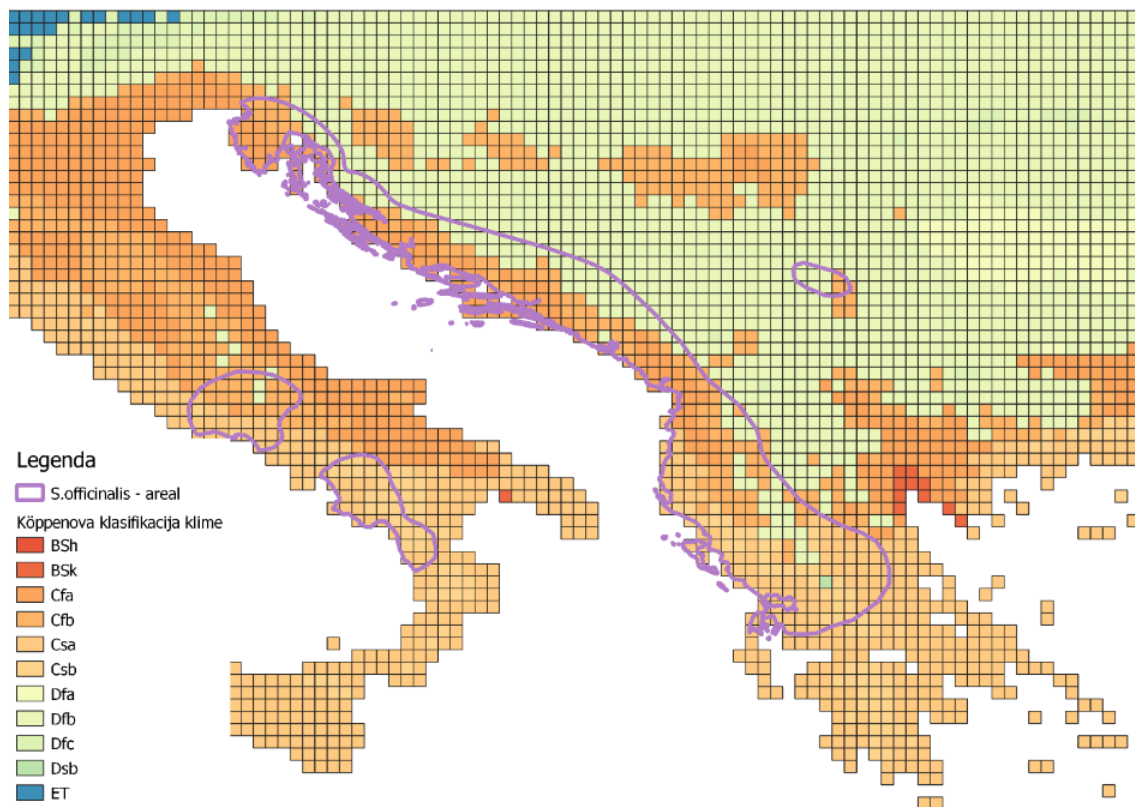 Legenda
S.officinalis - areal
Köppenova klasifikacija klime
BSh
BSk
Cfa
Cfb
Csa
Csb
Dfa
Dfb
Dfc
Dsb
ET